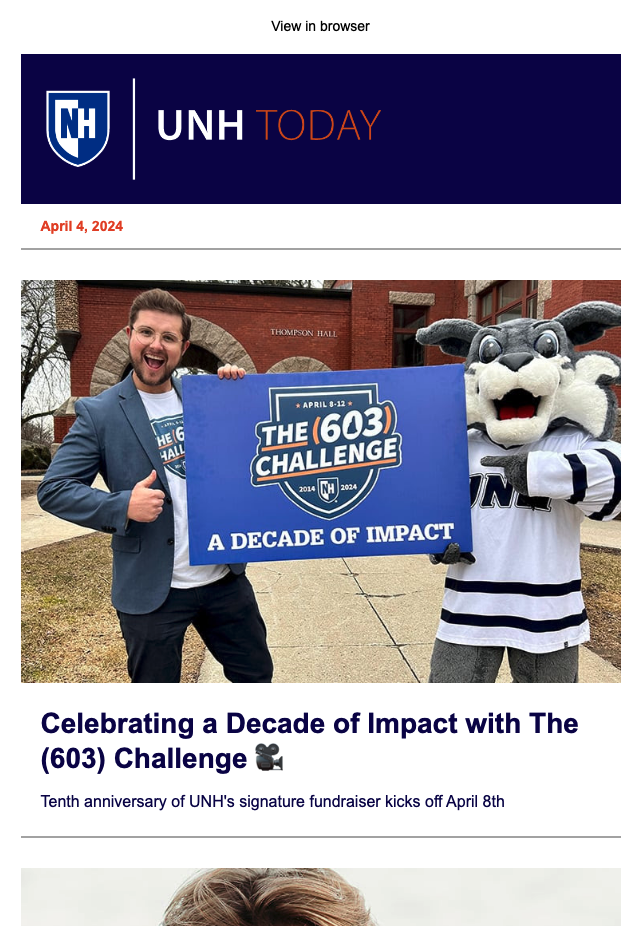 View in browser
NH
UNH TODAY
April 4, 2024
THOMPSON HALL
APRIL 8-12
THE (603)
CHALLENGE
2014 NH 2024
A DECADE OF IMPACT
UNH
Celebrating a Decade of Impact with The
(603) Challenge 🎥
Tenth anniversary of UNH's signature fundraiser kicks off April 8th